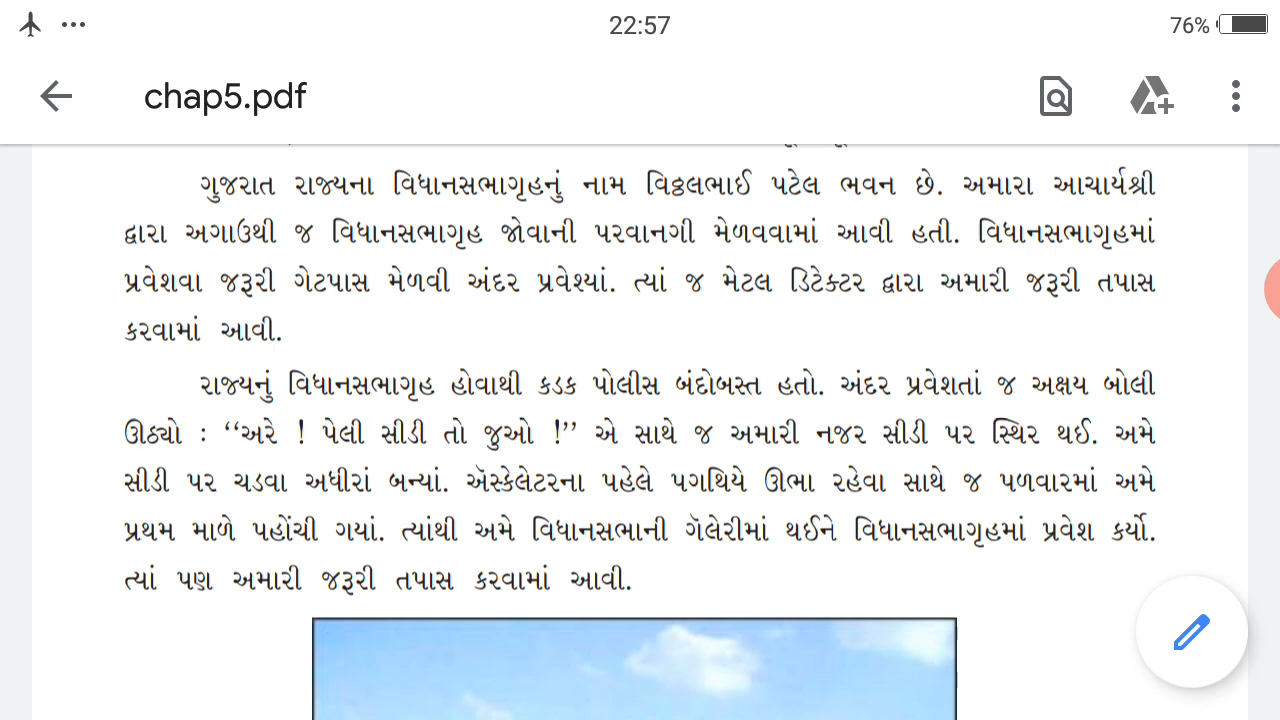 22:57
76%
chap5.pdf
ગુજરાત રાજ્યના વિધાનસભાગૃહનું નામ વિઠ્ઠલભાઈ પટેલ ભવન છે. અમારા આચાર્યશ્રી
દ્વારા અગાઉથી જ વિધાનસભાગૃહ જોવાની પરવાનગી મેળવવામાં આવી હતી. વિધાનસભાગૃહમાં
પ્રવેશવા જરૂરી ગેટપાસ મેળવી અંદર પ્રવેશ્યાં. ત્યાં જ મેટલ ડિટેક્ટર દ્વારા અમારી જરૂરી તપાસ
કરવામાં આવી.
રાજ્યનું વિધાનસભાગૃહ હોવાથી કડક પોલીસ બંદોબસ્ત હતો. અંદર પ્રવેશતાં જ અક્ષય બોલી
ઊઠ્યો : ‘‘અરે ! પેલી સીડી તો જુઓ !’’ એ સાથે જ અમારી નજર સીડી પર સ્થિર થઈ. અમે
સીડી પર ચડવા અધીરાં બન્યાં. ઍસ્કેલેટરના પહેલે પગથિયે ઊભા રહેવા સાથે જ પળવારમાં અમે
પ્રથમ માળે પહોંચી ગયાં. ત્યાંથી અમે વિધાનસભાની ગૅલેરીમાં થઈને વિધાનસભાગૃહમાં પ્રવેશ કર્યો.
ત્યાં પણ અમારી જરૂરી તપાસ કરવામાં આવી.